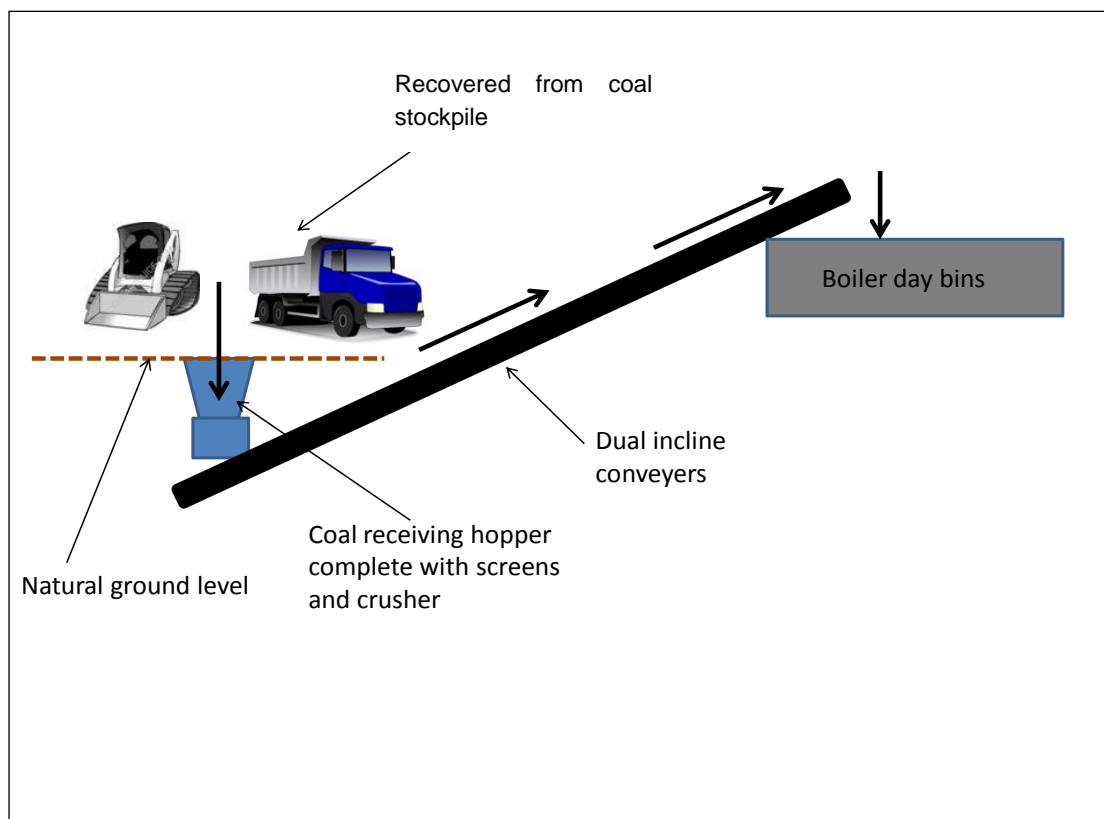 Recovered from coal
stockpile
Boiler day bins
Dual incline
conveyers
Coal receiving hopper
complete with screens
and crusher
Natural ground level